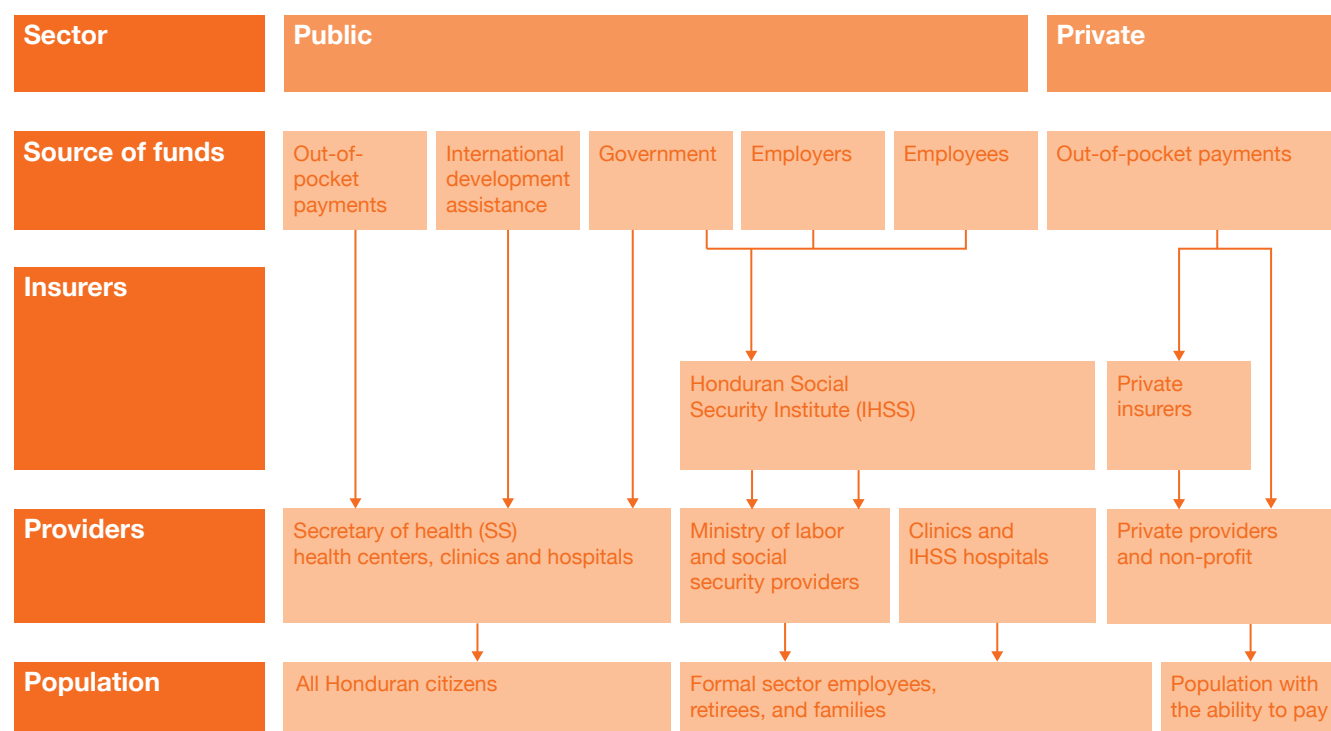 Sector
Public
Private
Source of funds
Out-of-
pocket
payments
International
development
assistance
Government
Employers
Employees
Out-of-pocket payments
Insurers
Honduran Social
Security Institute (IHSS)
Private
insurers
Providers
Secretary of health (SS)
health centers, clinics and hospitals
Ministry of labor
and social
security providers
Clinics and
IHSS hospitals
Private providers
and non-profit
Population
All Honduran citizens
Formal sector employees,
retirees, and families
Population with
the ability to pay